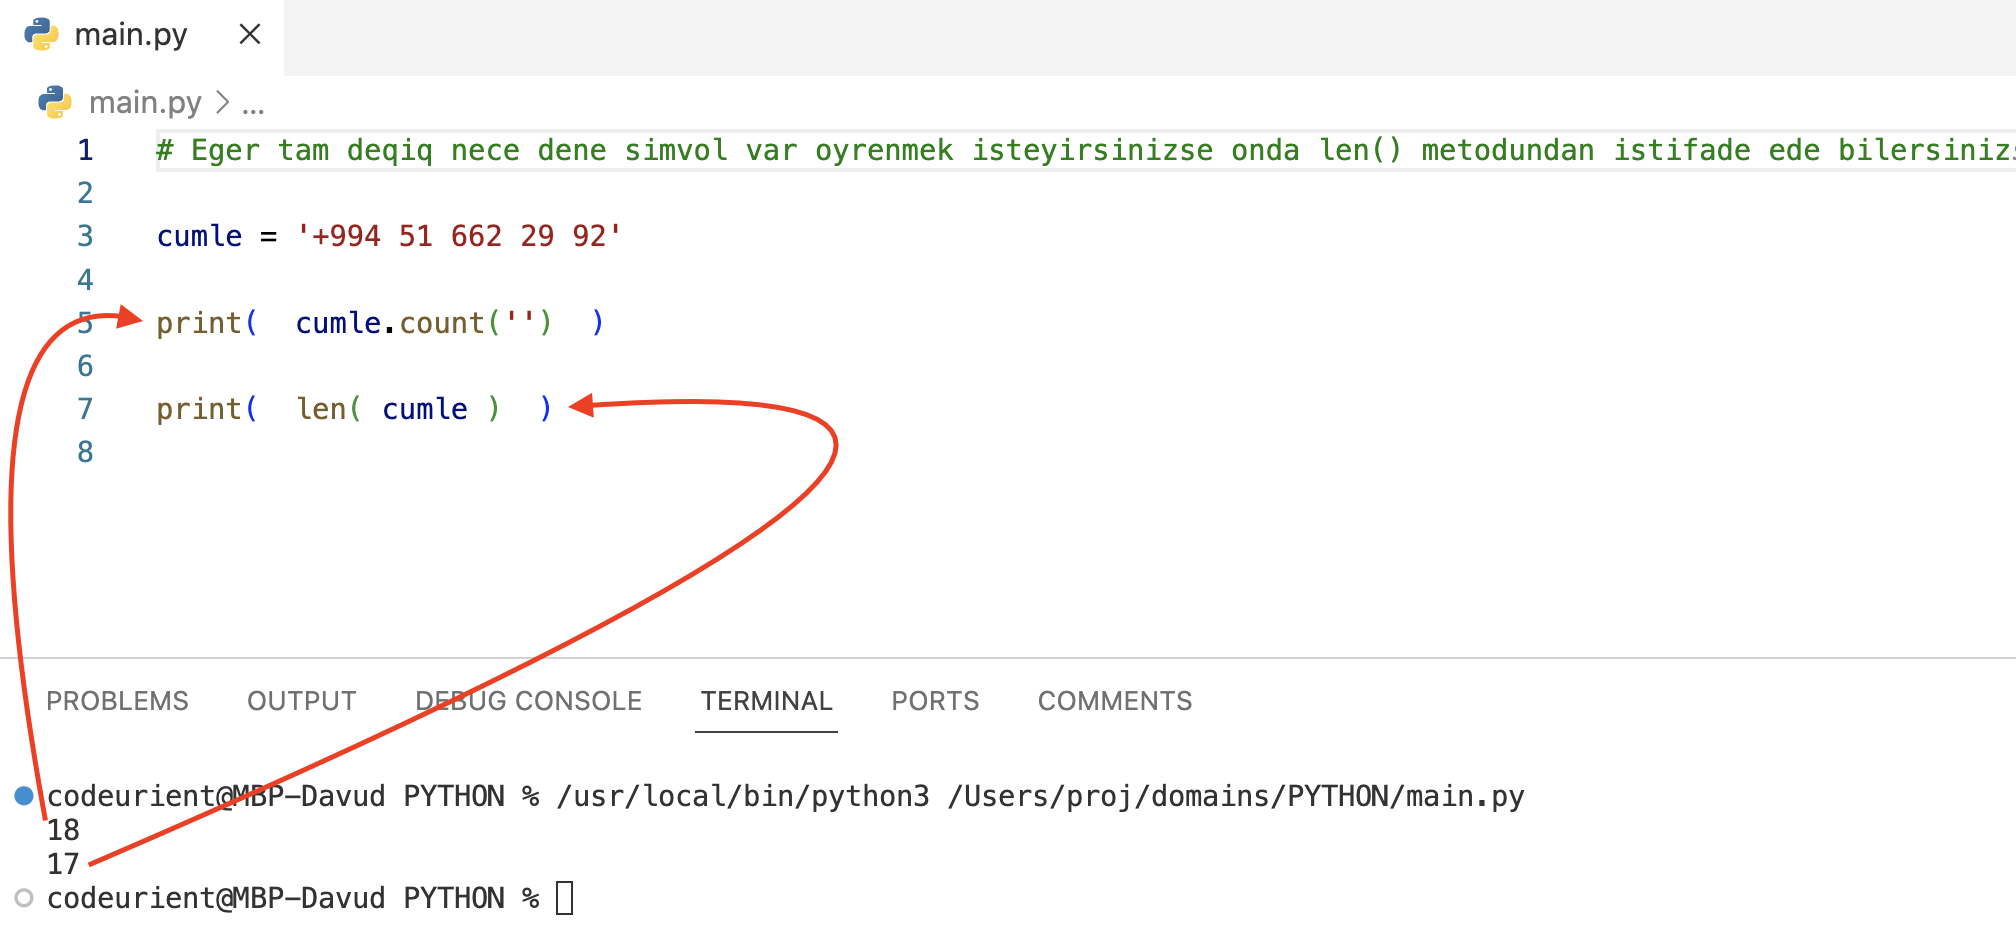 main.py
main.py > ...
1 # Eger tam deqiq nece dene simvol var oyrenmek isteyirsinizse onda len() metodundan istifade ede
2
3 cumle = '+994 51 662 29 92'
4
5 print(  cumle.count('')  )
6
7 print(  len( cumle )  )
8
PROBLEMS OUTPUT DEBUG CONSOLE TERMINAL PORTS COMMENTS
codeurient@MBP-Davud PYTHON % /usr/local/bin/python3 /Users/proj/domains/PYTHON/main.py
18
17
codeurient@MBP-Davud PYTHON %